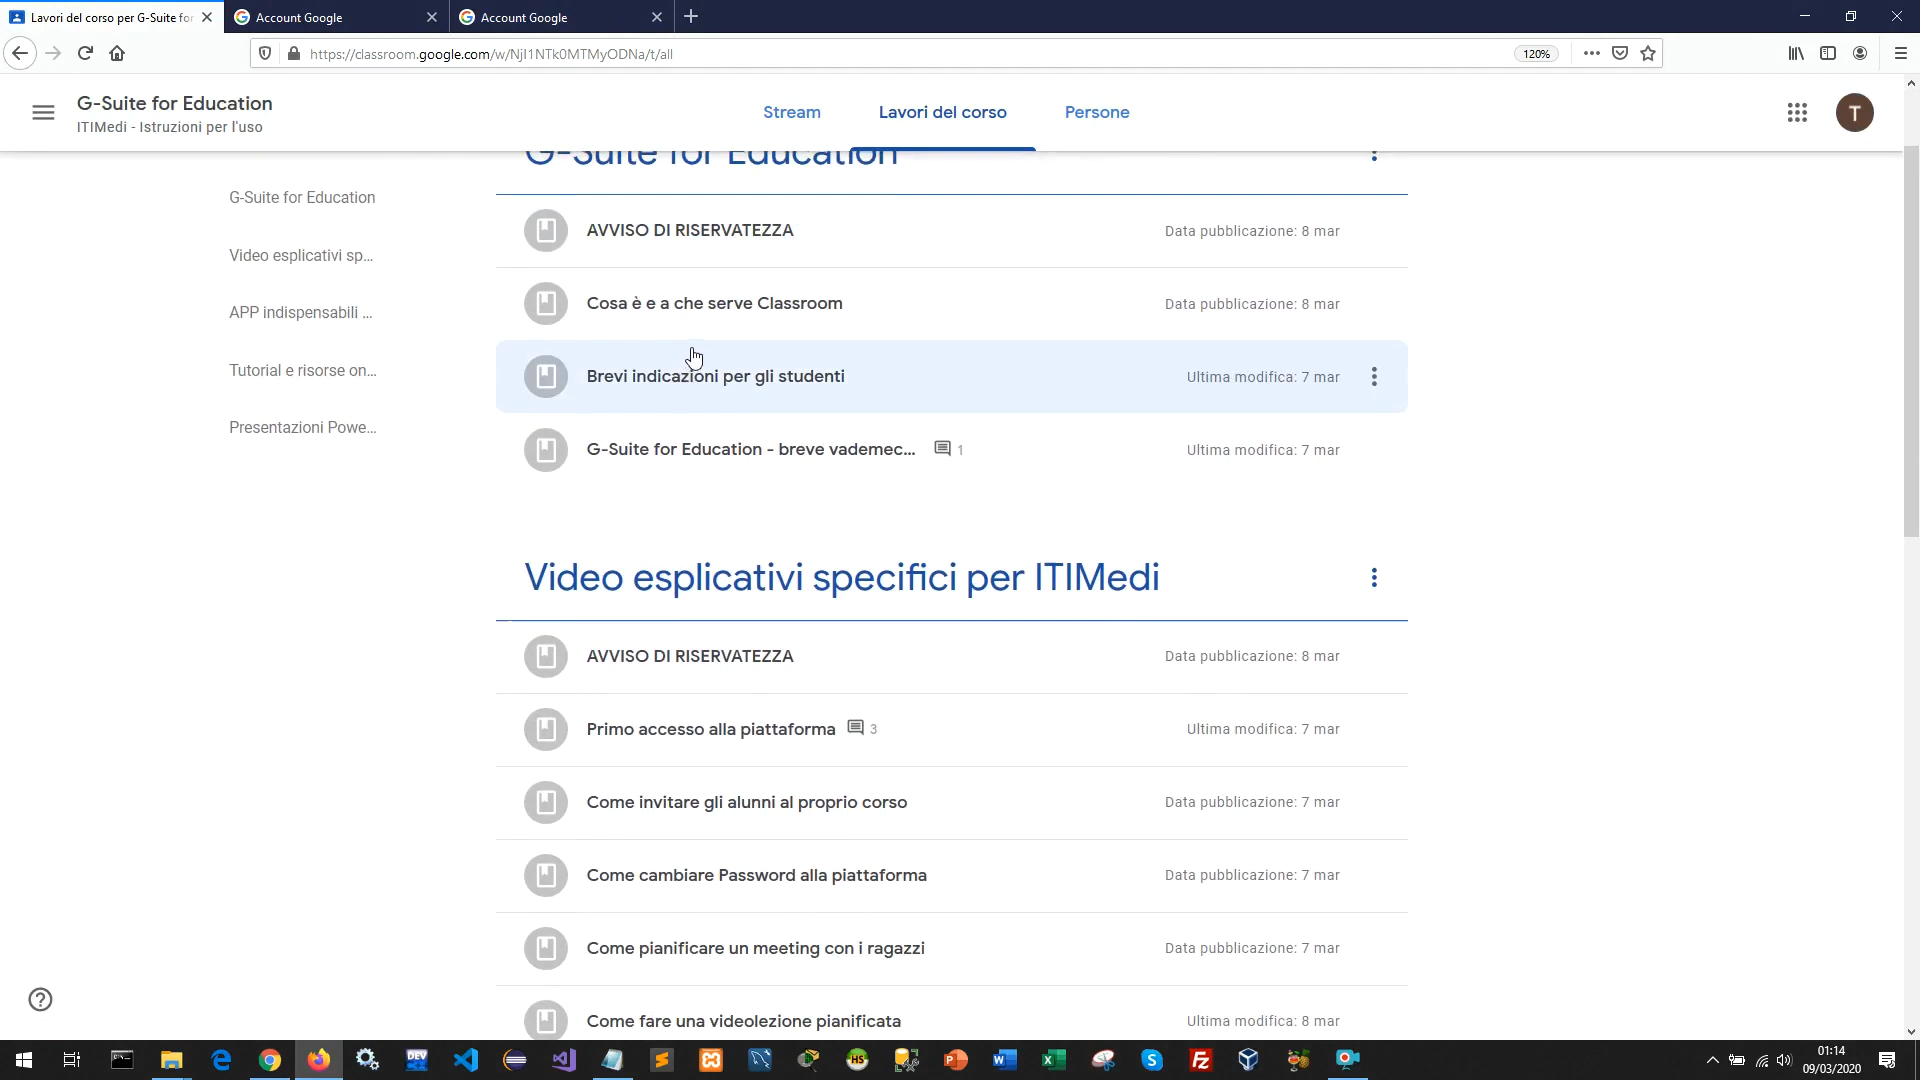 Lavori del corso per G-Suite for
Account Google
Account Google
https://classroom.google.com/w/NjI1NTk0MTMyODNa/t/all
120%
G-Suite for Education
ITIMedi - Istruzioni per l'uso
Stream
Lavori del corso
Persone
T
G-Suite for Education
G-Suite for Education
Video esplicativi sp...
APP indispensabili ...
Tutorial e risorse on...
Presentazioni Powe...
AVVISO DI RISERVATEZZA
Data pubblicazione: 8 mar
Cosa è e a che serve Classroom
Data pubblicazione: 8 mar
Brevi indicazioni per gli studenti
Ultima modifica: 7 mar
G-Suite for Education - breve vademec...
1
Ultima modifica: 7 mar
Video esplicativi specifici per ITIMedi
AVVISO DI RISERVATEZZA
Data pubblicazione: 8 mar
Primo accesso alla piattaforma
3
Ultima modifica: 7 mar
Come invitare gli alunni al proprio corso
Data pubblicazione: 7 mar
Come cambiare Password alla piattaforma
Data pubblicazione: 7 mar
Come pianificare un meeting con i ragazzi
Data pubblicazione: 7 mar
Come fare una videolezione pianificata
Ultima modifica: 8 mar
DEV
HS
01:14
09/03/2020